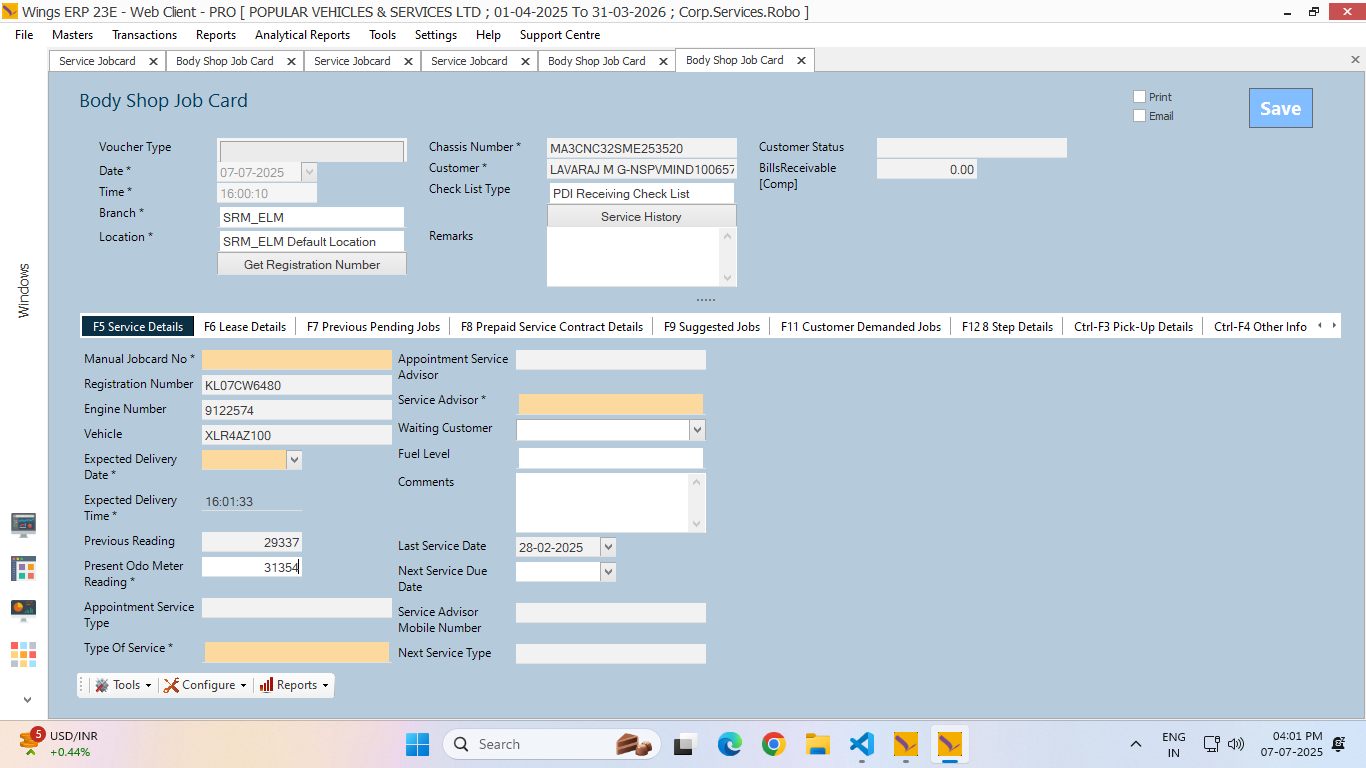 Wings ERP 23E - Web Client - PRO [ POPULAR VEHICLES & SERVICES LTD ; 01-04-2025 To 31-03-2026 ; Corp.Services.Robo ]
File Masters Transactions Reports Analytical Reports Tools Settings Help Support Centre
Service Jobcard Body Shop Job Card Service Jobcard Service Jobcard Body Shop Job Card Body Shop Job Card
Body Shop Job Card
Print
Email
Save
Voucher Type
Date * 07-07-2025
Time * 16:00:10
Branch * SRM_ELM
Location * SRM_ELM Default Location
Get Registration Number
Chassis Number * MA3CNC32SME253520
Customer * LAVARAJ M G-NSPVMIND100657
Check List Type PDI Receiving Check List
Service History
Remarks
Customer Status
BillsReceivable 0.00
[Comp]
Windows
F5 Service Details F6 Lease Details F7 Previous Pending Jobs F8 Prepaid Service Contract Details F9 Suggested Jobs F11 Customer Demanded Jobs F12 8 Step Details Ctrl-F3 Pick-Up Details Ctrl-F4 Other Info
Manual Jobcard No *
Registration Number KL07CW6480
Engine Number 9122574
Vehicle XLR4AZ100
Expected Delivery
Date *
Expected Delivery
Time * 16:01:33
Previous Reading 29337
Present Odo Meter
Reading * 31354
Appointment Service
Type
Type Of Service *
Appointment Service
Advisor
Service Advisor *
Waiting Customer
Fuel Level
Comments
Last Service Date 28-02-2025
Next Service Due
Date
Service Advisor
Mobile Number
Next Service Type
Tools Configure Reports
5
USD/INR
+0.44%
Search
ENG
IN
04:01 PM
07-07-2025